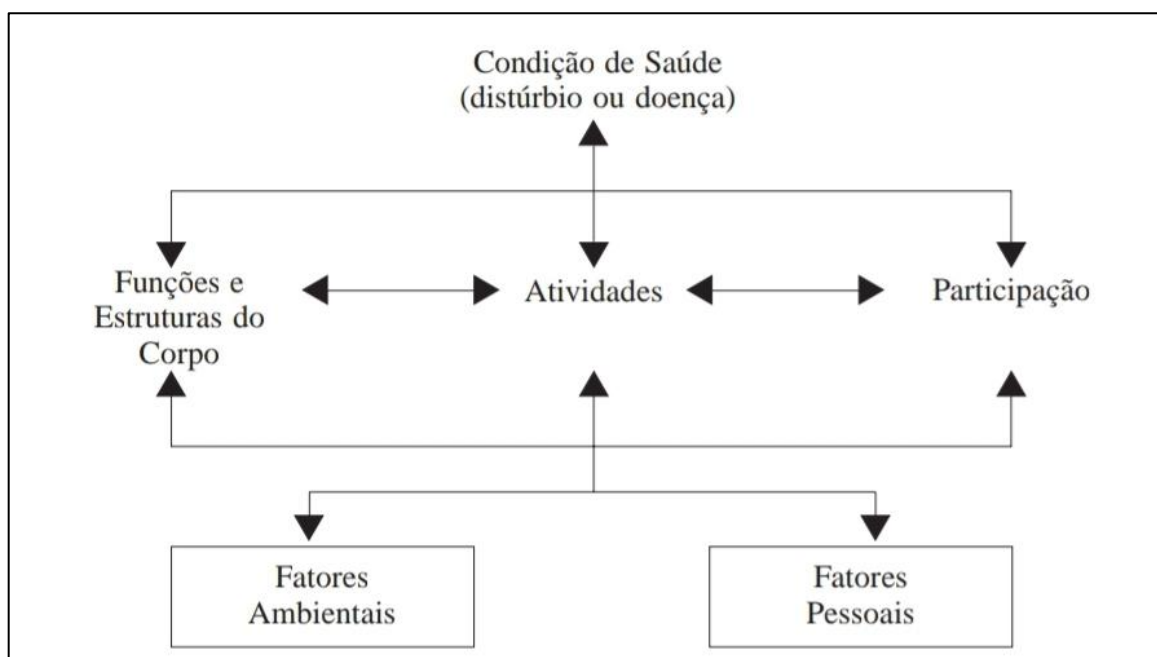 Condição de Saúde
(distúrbio ou doença)
Funções e
Estruturas do
Corpo
Atividades
Participação
Fatores
Ambientais
Fatores
Pessoais